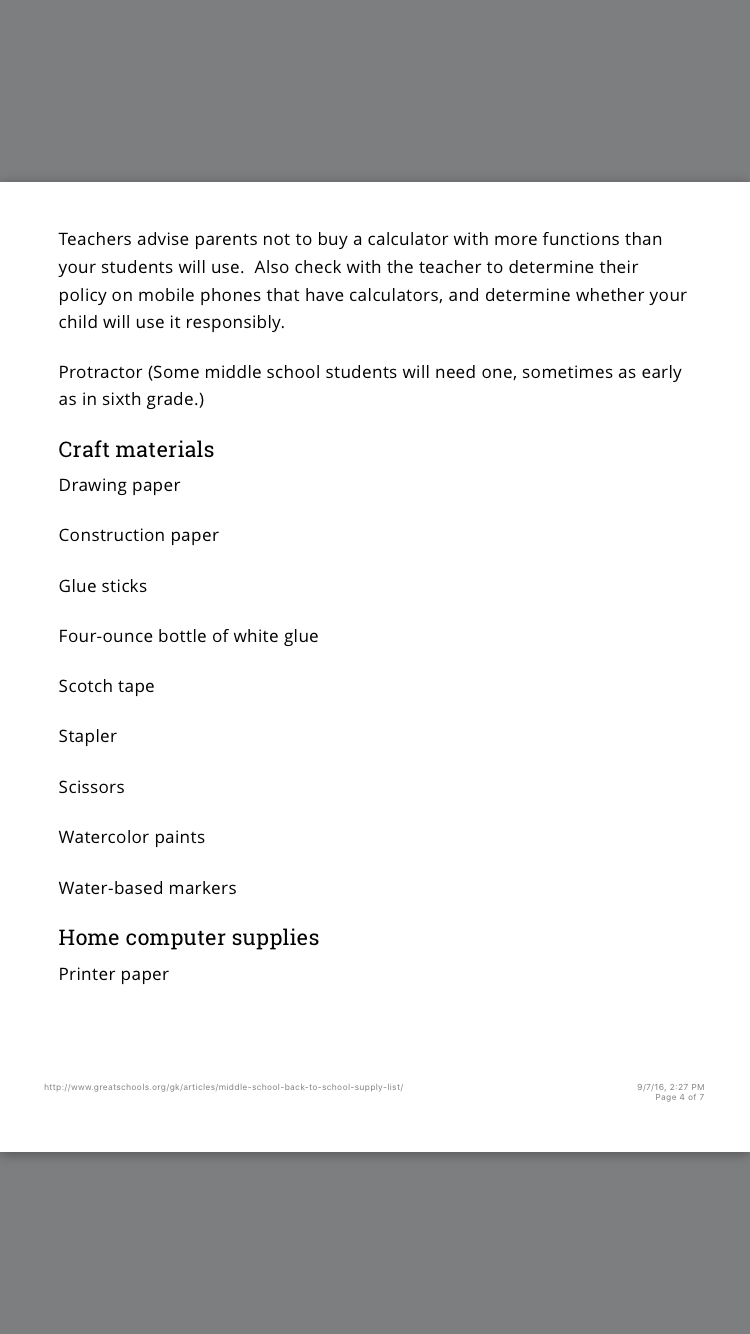 Teachers advise parents not to buy a calculator with more functions than
your students will use.  Also check with the teacher to determine their
policy on mobile phones that have calculators, and determine whether your
child will use it responsibly.
Protractor (Some middle school students will need one, sometimes as early
as in sixth grade.)
Craft materials
Drawing paper
Construction paper
Glue sticks
Four-ounce bottle of white glue
Scotch tape
Stapler
Scissors
Watercolor paints
Water-based markers
Home computer supplies
Printer paper
http://www.greatschools.org/gk/articles/middle-school-back-to-school-supply-list/
9/7/16, 2:27 PM
Page 4 of 7